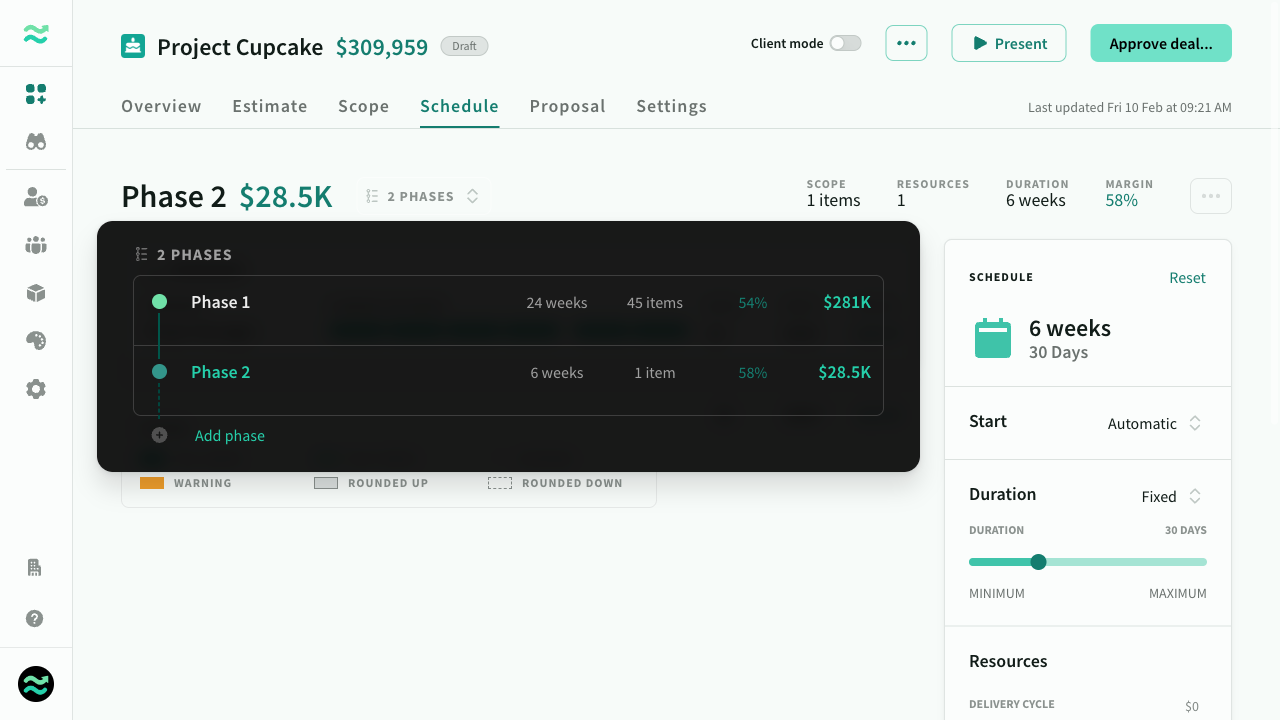 Project Cupcake $309,959 Draft
Client mode
Present
Approve deal...
Overview Estimate Scope Schedule Proposal Settings
Last updated Fri 10 Feb at 09:21 AM
Phase 2 $28.5K
2 PHASES
SCOPE
1 items
RESOURCES
1
DURATION
6 weeks
MARGIN
58%
2 PHASES
Phase 1 24 weeks 45 items 54% $281K
Phase 2 6 weeks 1 item 58% $28.5K
Add phase
WARNING ROUNDED UP ROUNDED DOWN
SCHEDULE Reset
6 weeks
30 Days
Start Automatic
Duration Fixed
DURATION 30 DAYS
MINIMUM MAXIMUM
Resources
DELIVERY CYCLE $0